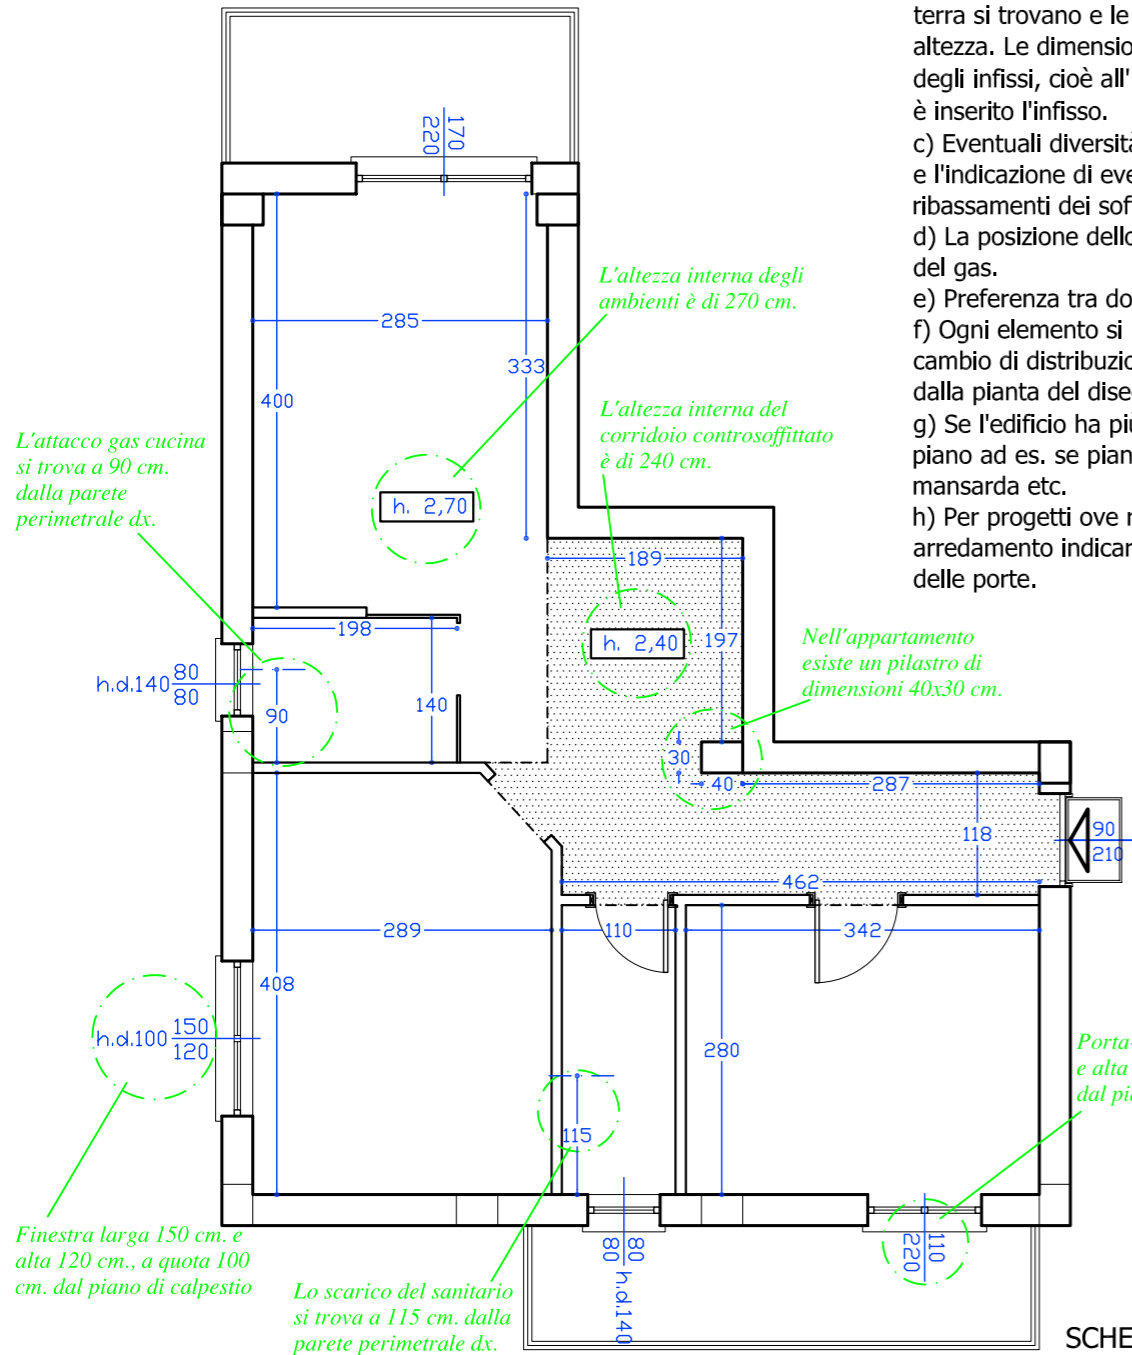 terra si trovano e le
altezza. Le dimensio
degli infissi, cioè all'
è inserito l'infisso.
c) Eventuali diversità
e l'indicazione di eve
ribassamenti dei soff
d) La posizione dello
del gas.
e) Preferenza tra do
f) Ogni elemento si
cambio di distribuzio
dalla pianta del dise
g) Se l'edificio ha più
piano ad es. se pian
mansarda etc.
h) Per progetti ove r
arredamento indicar
delle porte.
170
220
L'altezza interna degli
ambienti è di 270 cm.
285
333
400
L'altezza interna del
corridoio controsoffittato
è di 240 cm.
L'attacco gas cucina
si trova a 90 cm.
dalla parete
perimetrale dx.
h. 2,70
189
198
h. 2,40
197
Nell'appartamento
esiste un pilastro di
dimensioni 40x30 cm.
h.d.140
80
80
90
140
30
40
287
118
90
210
462
289
110
342
408
h.d.100
150
120
280
115
Porta-
e alta
dal pia
Finestra larga 150 cm. e
alta 120 cm., a quota 100
cm. dal piano di calpestio
80
80
h.d.140
110
220
Lo scarico del sanitario
si trova a 115 cm. dalla
parete perimetrale dx.
SCHE